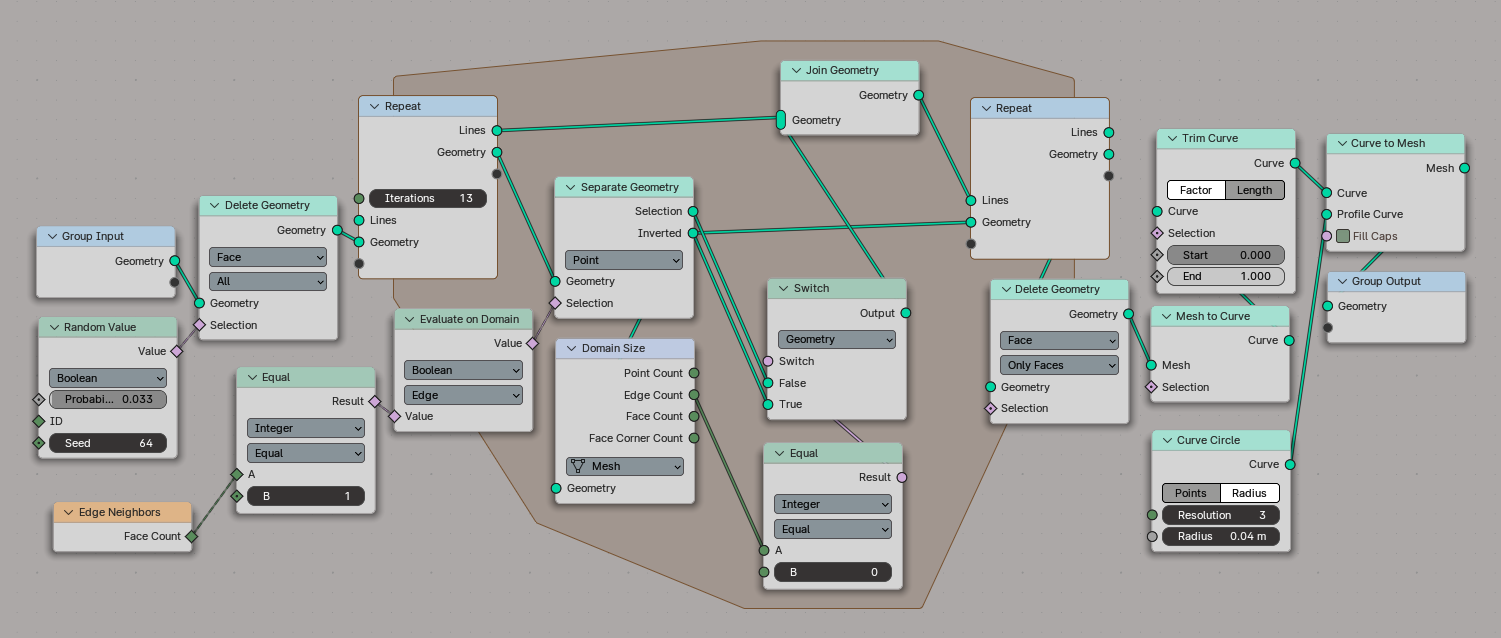 Group Input
Geometry
Random Value
Value
Boolean
Probabi... 0.033
ID
Seed 64
Edge Neighbors
Face Count
Delete Geometry
Geometry
Face
All
Geometry
Selection
Equal
Result
Integer
Equal
A
B 1
Repeat
Lines
Geometry
Iterations 13
Lines
Geometry
Evaluate on Domain
Value
Boolean
Edge
Value
Separate Geometry
Selection
Inverted
Point
Geometry
Selection
Domain Size
Point Count
Edge Count
Face Count
Face Corner Count
Mesh
Geometry
Join Geometry
Geometry
Geometry
Switch
Output
Geometry
Switch
False
True
Equal
Result
Integer
Equal
A
B 0
Repeat
Lines
Geometry
Lines
Geometry
Delete Geometry
Geometry
Face
Only Faces
Geometry
Selection
Trim Curve
Curve
Factor Length
Curve
Selection
Start 0.000
End 1.000
Mesh to Curve
Curve
Mesh
Selection
Curve Circle
Curve
Points Radius
Resolution 3
Radius 0.04 m
Curve to Mesh
Mesh
Curve
Profile Curve
Fill Caps
Group Output
Geometry